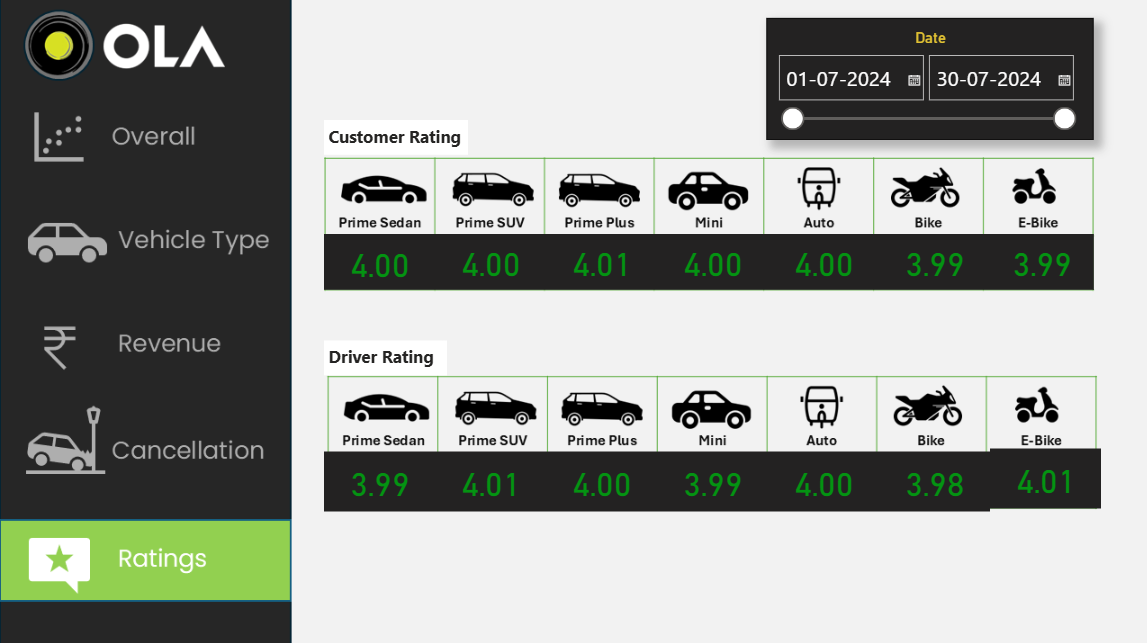 OLA
Overall
Vehicle Type
Revenue
Cancellation
Ratings
Date
01-07-2024 30-07-2024
Customer Rating
Prime Sedan Prime SUV Prime Plus Mini Auto Bike E-Bike
4.00 4.00 4.01 4.00 4.00 3.99 3.99
Driver Rating
Prime Sedan Prime SUV Prime Plus Mini Auto Bike E-Bike
3.99 4.01 4.00 3.99 4.00 3.98 4.01